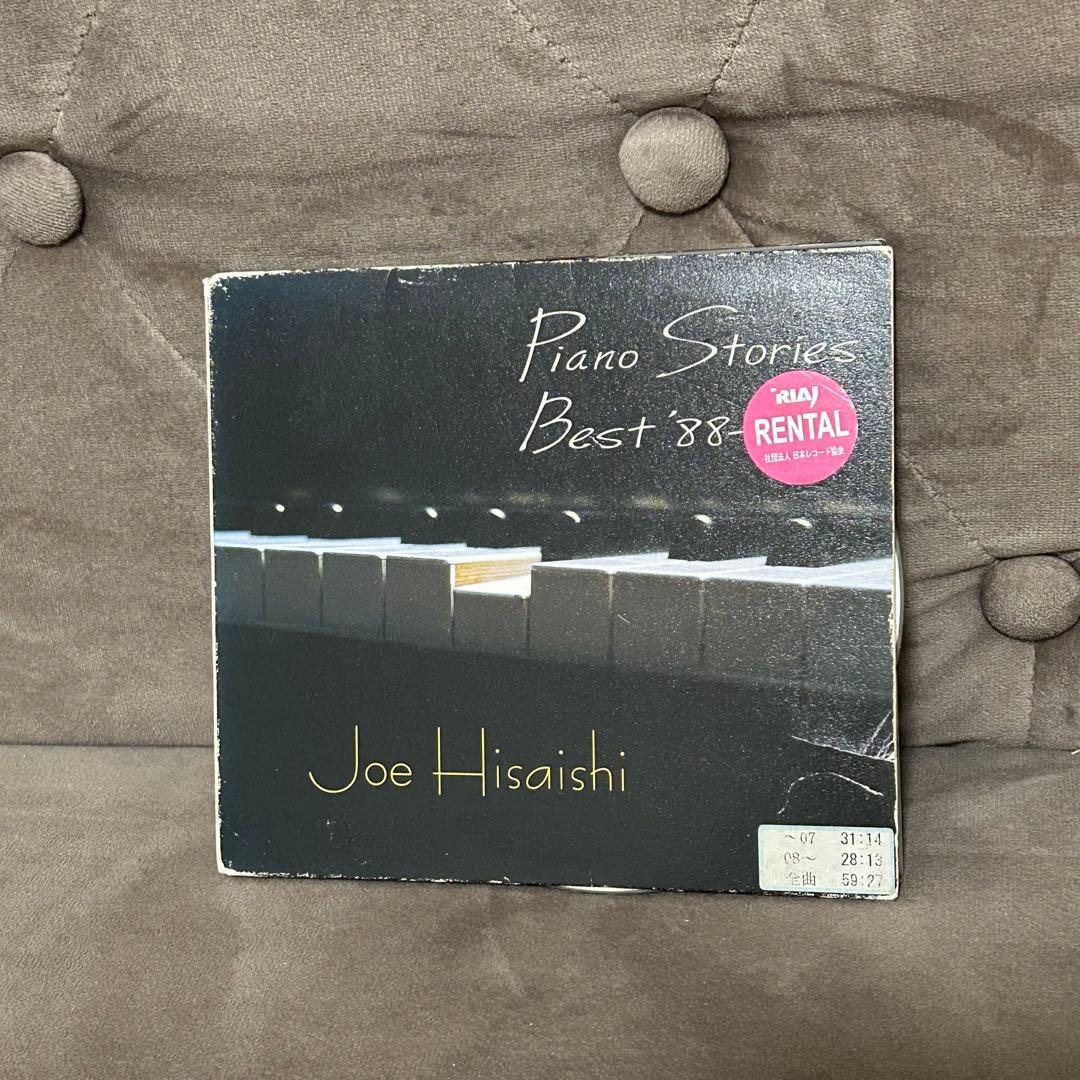 Piano Stories
Best '88-
RIAJ
RENTAL
社団法人 日本レコード協会
Joe Hisaishi
～07 31:14
08～ 28:13
全曲 59:27